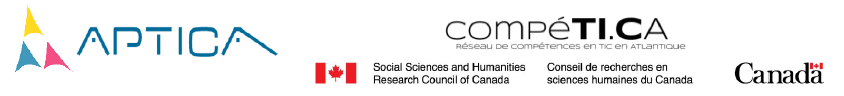 APTICA
COMPÉTI.CA
RÉSEAU DE COMPÉTENCES EN TIC EN ATLANTIQUE
Social Sciences and Humanities
Research Council of Canada
Conseil de recherches en
sciences humaines du Canada
Canada